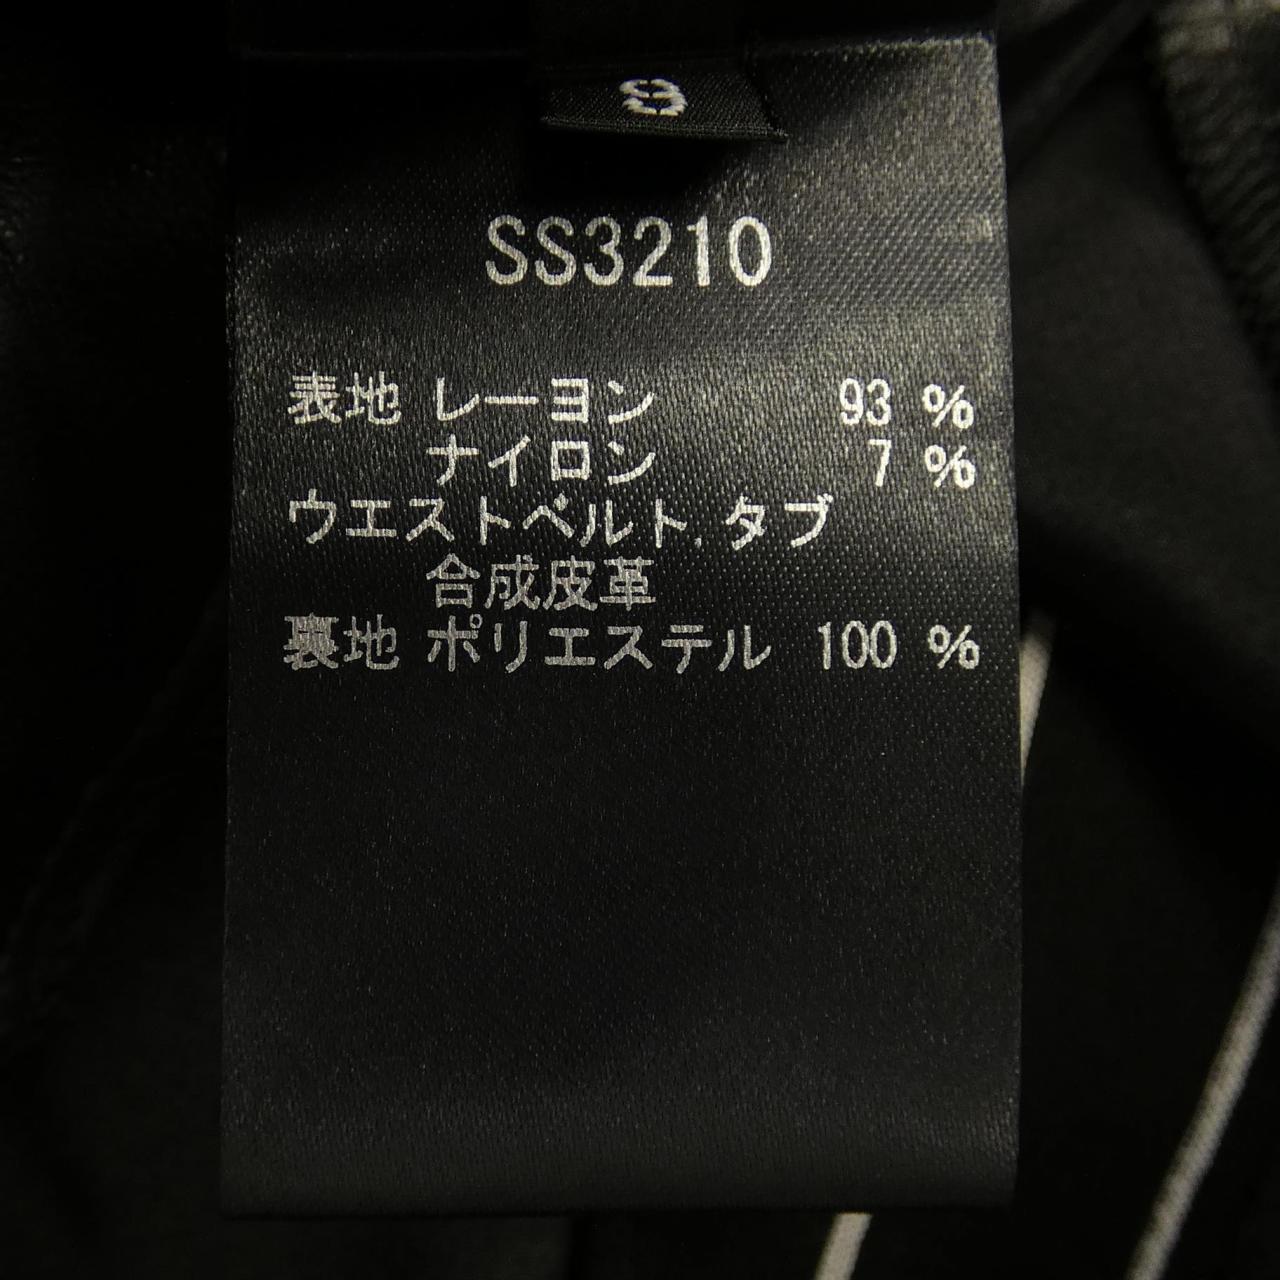 9
SS3210
表地 レーヨン 93 %
ナイロン 7 %
ウエストベルト,タブ
合成皮革
裏地 ポリエステル 100 %